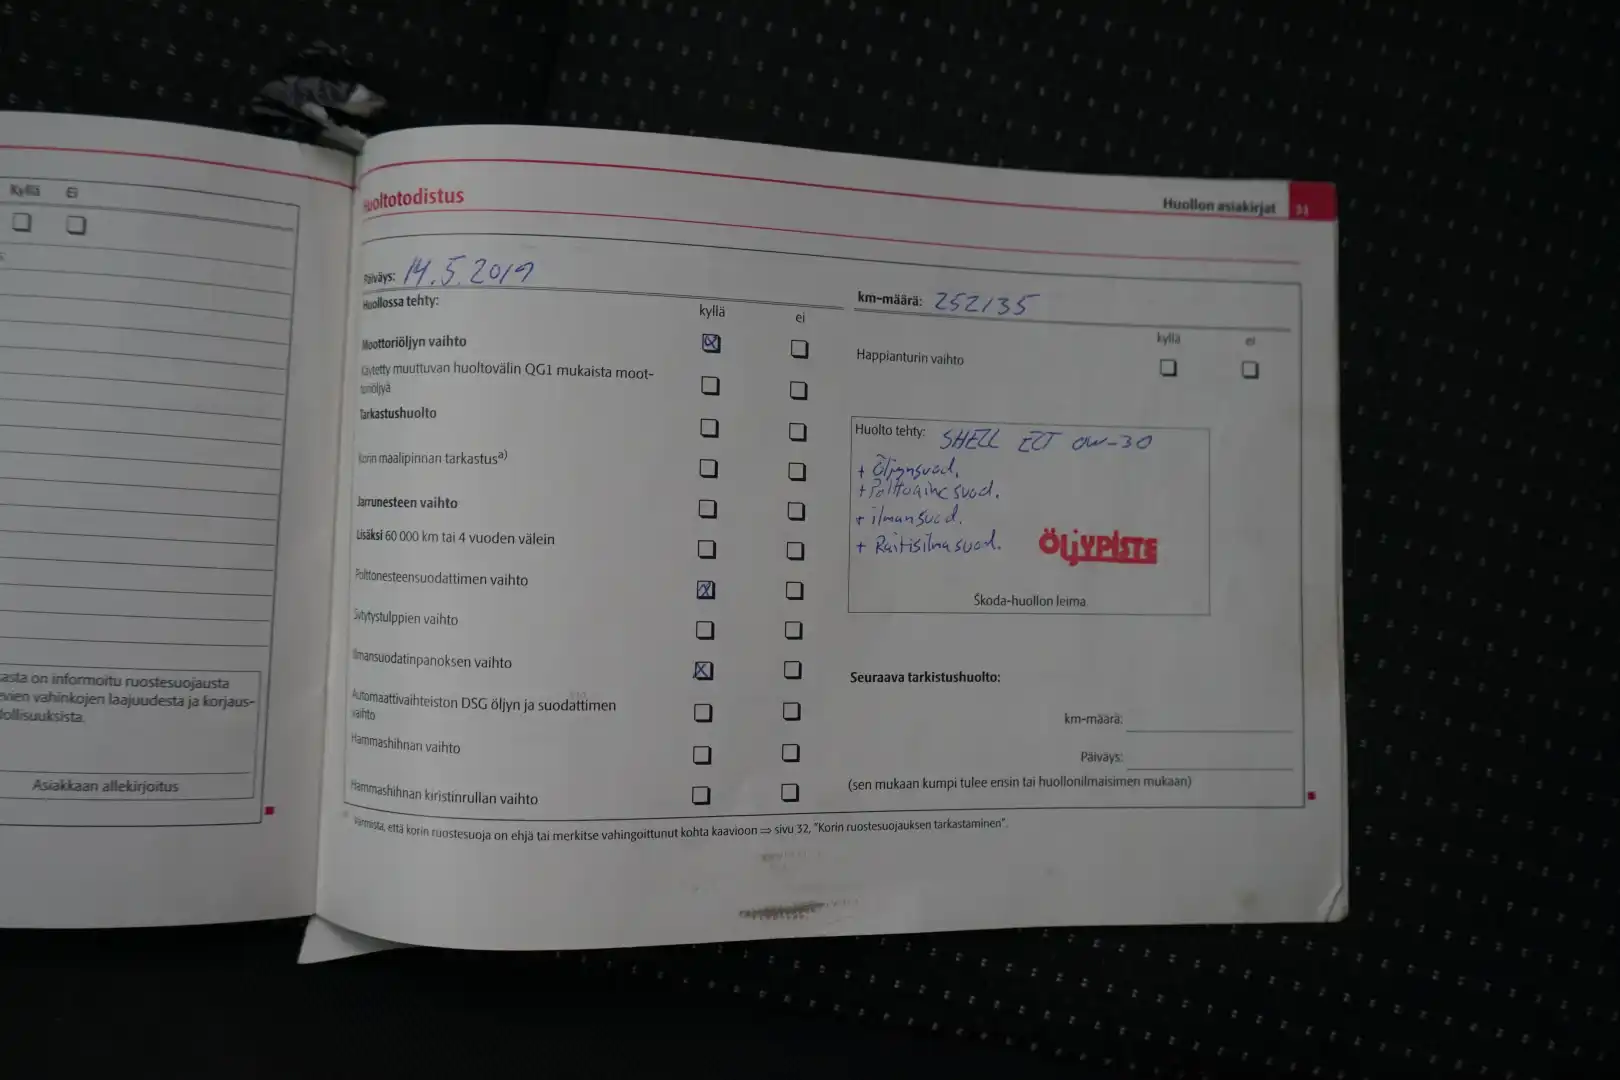 Kyllä Ei
asta on informoitu ruostesuojausta
evien vahinkojen laajuudesta ja korjaus-
dollisuuksista.
Asiakkaan allekirjoitus
Huoltotodistus
Huollon asiakirjat 31
Päiväys: 14.5.2019
km-määrä: 252135
Huollossa tehty:
kyllä ei
Moottoriöljyn vaihto
Käytetty muuttuvan huoltovälin QG1 mukaista moot-
toriöljyä
Tarkastushuolto
Korin maalipinnan tarkastusa)
Jarrunesteen vaihto
Lisäksi 60 000 km tai 4 vuoden välein
Polttonesteensuodattimen vaihto
Sytytystulppien vaihto
Ilmansuodatinpanoksen vaihto
Automaattivaihteiston DSG öljyn ja suodattimen
vaihto
Hammashihnan vaihto
Hammashihnan kiristinrullan vaihto
kyllä ei
Happianturin vaihto
Huolto tehty: SHELL ECT 0W-30
+ Öljynsuod.
+ Polttoainesuod.
+ ilmansuod.
+ Raitisilmasuod.
ÖLJYPISTE
Škoda-huollon leima
Seuraava tarkistushuolto:
km-määrä:
Päiväys:
(sen mukaan kumpi tulee ensin tai huollonilmaisimen mukaan)
Varmista, että korin ruostesuoja on ehjä tai merkitse vahingoittunut kohta kaavioon ⇒ sivu 32, "Korin ruostesuojauksen tarkastaminen".